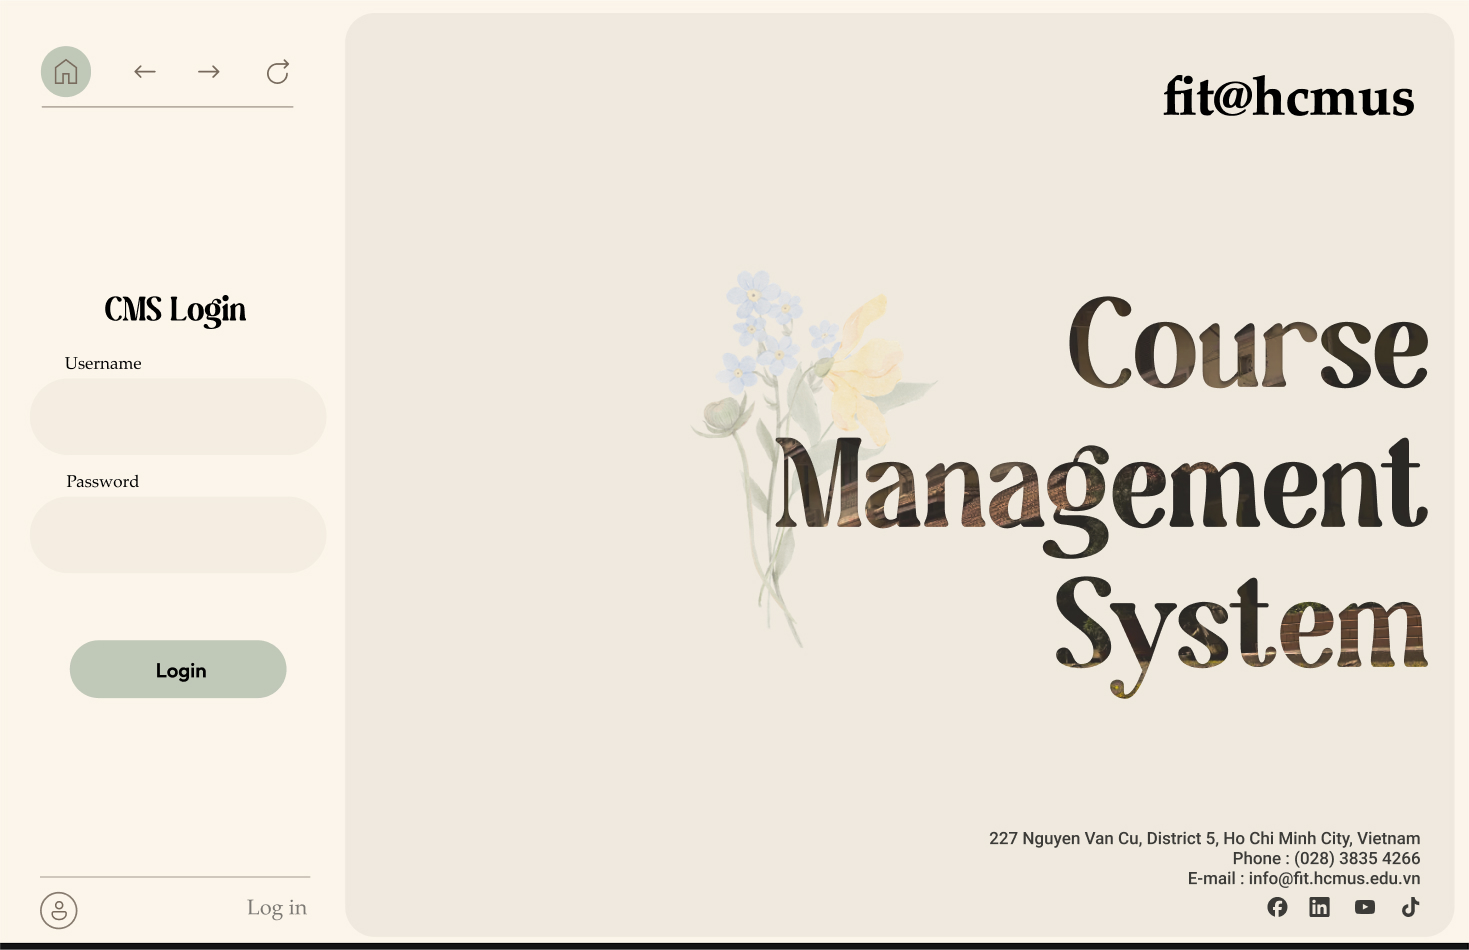 fit@hcmus
CMS Login
Username
Password
Login
Log in
Course
Management
System
227 Nguyen Van Cu, District 5, Ho Chi Minh City, Vietnam
Phone : (028) 3835 4266
E-mail : info@fit.hcmus.edu.vn